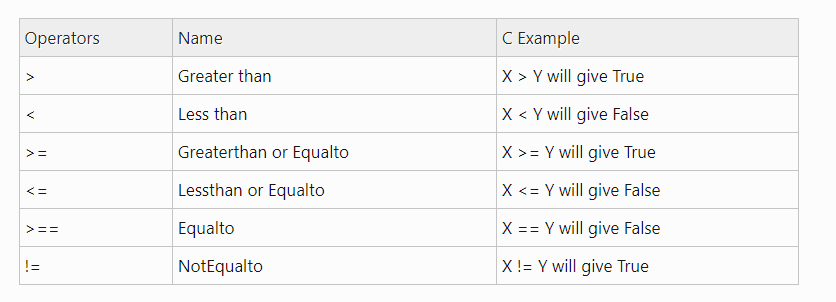 Operators Name C Example
> Greater than X > Y will give True
< Less than X < Y will give False
>= Greaterthan or Equalto X >= Y will give True
<= Lessthan or Equalto X <= Y will give False
>== Equalto X == Y will give False
!= NotEqualto X != Y will give True